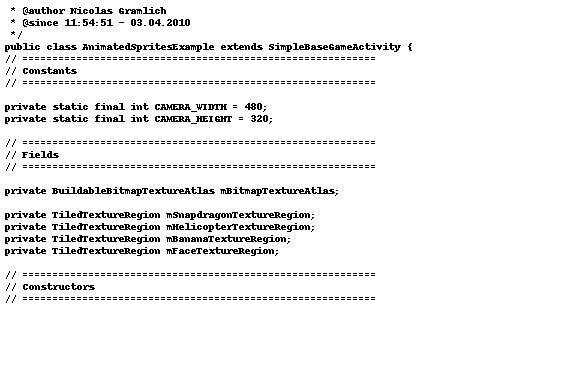 * @author Nicolas Gramlich
 * @since 11:54:51 - 03.04.2010
 */
public class AnimatedSpritesExample extends SimpleBaseGameActivity {
// ===========================================================
// Constants
// ===========================================================
private static final int CAMERA_WIDTH = 480;
private static final int CAMERA_HEIGHT = 320;
// ===========================================================
// Fields
// ===========================================================
private BuildableBitmapTextureAtlas mBitmapTextureAtlas;
private TiledTextureRegion mSnapdragonTextureRegion;
private TiledTextureRegion mHelicopterTextureRegion;
private TiledTextureRegion mBananaTextureRegion;
private TiledTextureRegion mFaceTextureRegion;
// ===========================================================
// Constructors
// ===========================================================